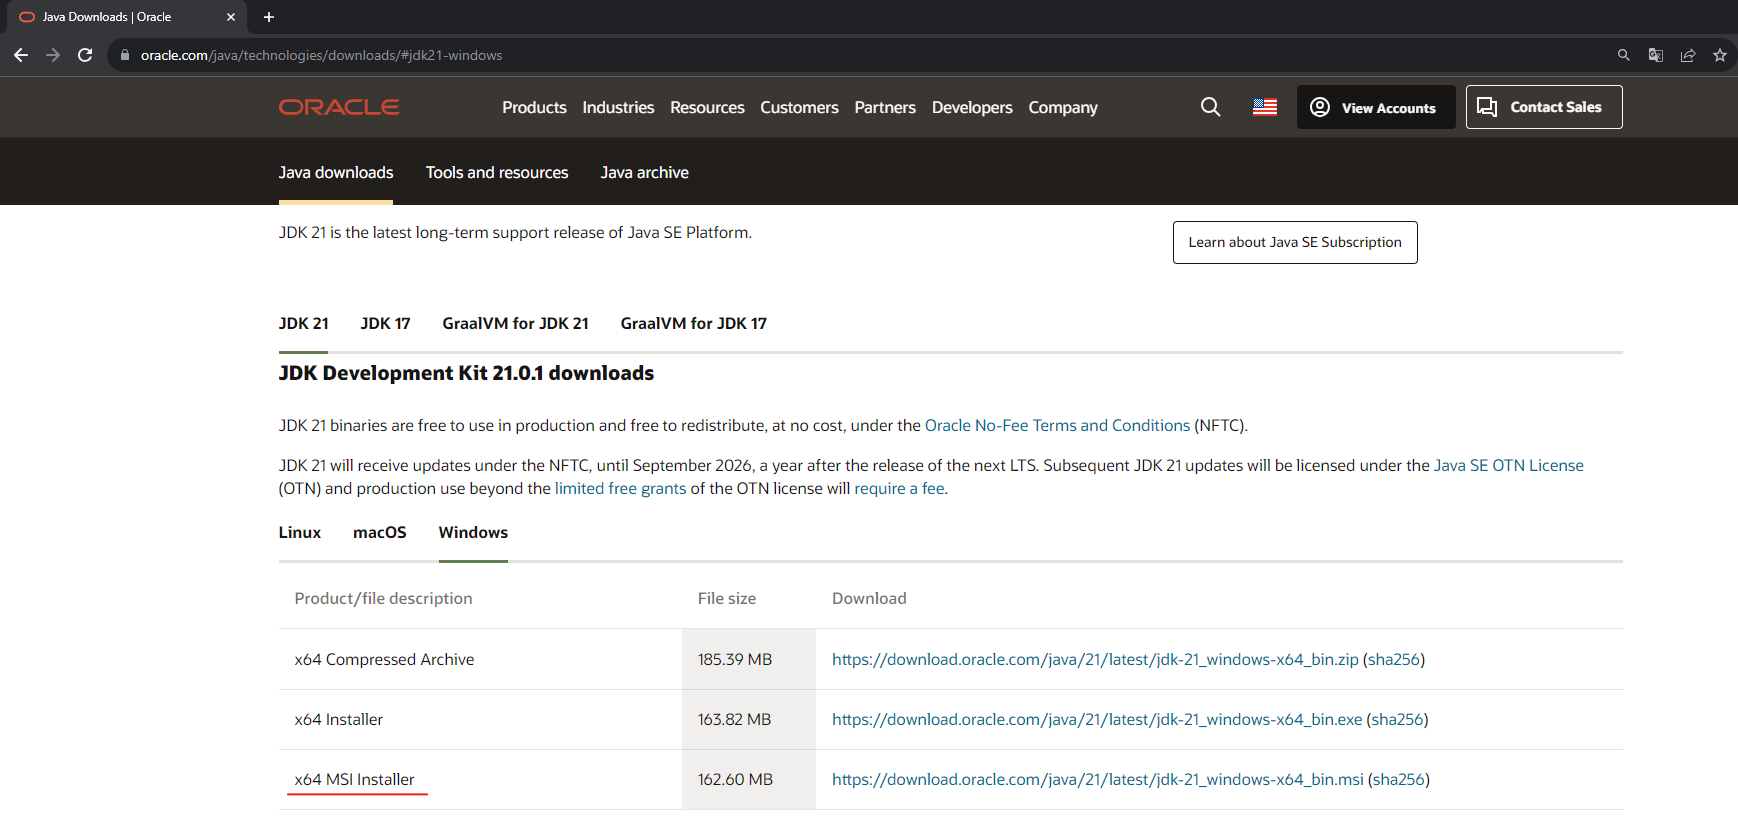 Java Downloads | Oracle
oracle.com/java/technologies/downloads/#jdk21-windows
ORACLE Products Industries Resources Customers Partners Developers Company View Accounts Contact Sales
Java downloads Tools and resources Java archive
JDK 21 is the latest long-term support release of Java SE Platform.
Learn about Java SE Subscription
JDK 21 JDK 17 GraalVM for JDK 21 GraalVM for JDK 17
JDK Development Kit 21.0.1 downloads
JDK 21 binaries are free to use in production and free to redistribute, at no cost, under the Oracle No-Fee Terms and Conditions (NFTC).
JDK 21 will receive updates under the NFTC, until September 2026, a year after the release of the next LTS. Subsequent JDK 21 updates will be licensed under the Java SE OTN License
(OTN) and production use beyond the limited free grants of the OTN license will require a fee.
Linux macOS Windows
Product/file description File size Download
x64 Compressed Archive 185.39 MB https://download.oracle.com/java/21/latest/jdk-21_windows-x64_bin.zip (sha256)
x64 Installer 163.82 MB https://download.oracle.com/java/21/latest/jdk-21_windows-x64_bin.exe (sha256)
x64 MSI Installer 162.60 MB https://download.oracle.com/java/21/latest/jdk-21_windows-x64_bin.msi (sha256)